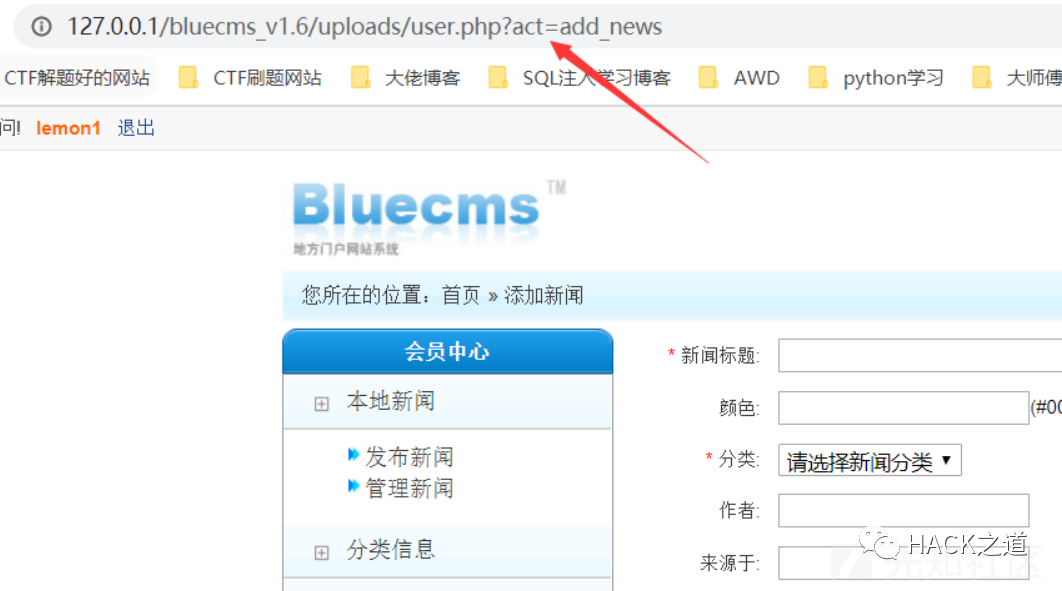 127.0.0.1/bluecms_v1.6/uploads/user.php?act=add_news
CTF解题好的网站 CTF刷题网站 大佬博客 SQL注入学习博客 AWD python学习 大师傅
问! lemon1 退出
Bluecms TM
地方门户网站系统
您所在的位置：首页 » 添加新闻
会员中心
本地新闻
发布新闻
管理新闻
分类信息
* 新闻标题:
颜色: (#00
* 分类: 请选择新闻分类
作者:
来源于:
HACK之道
先知社区